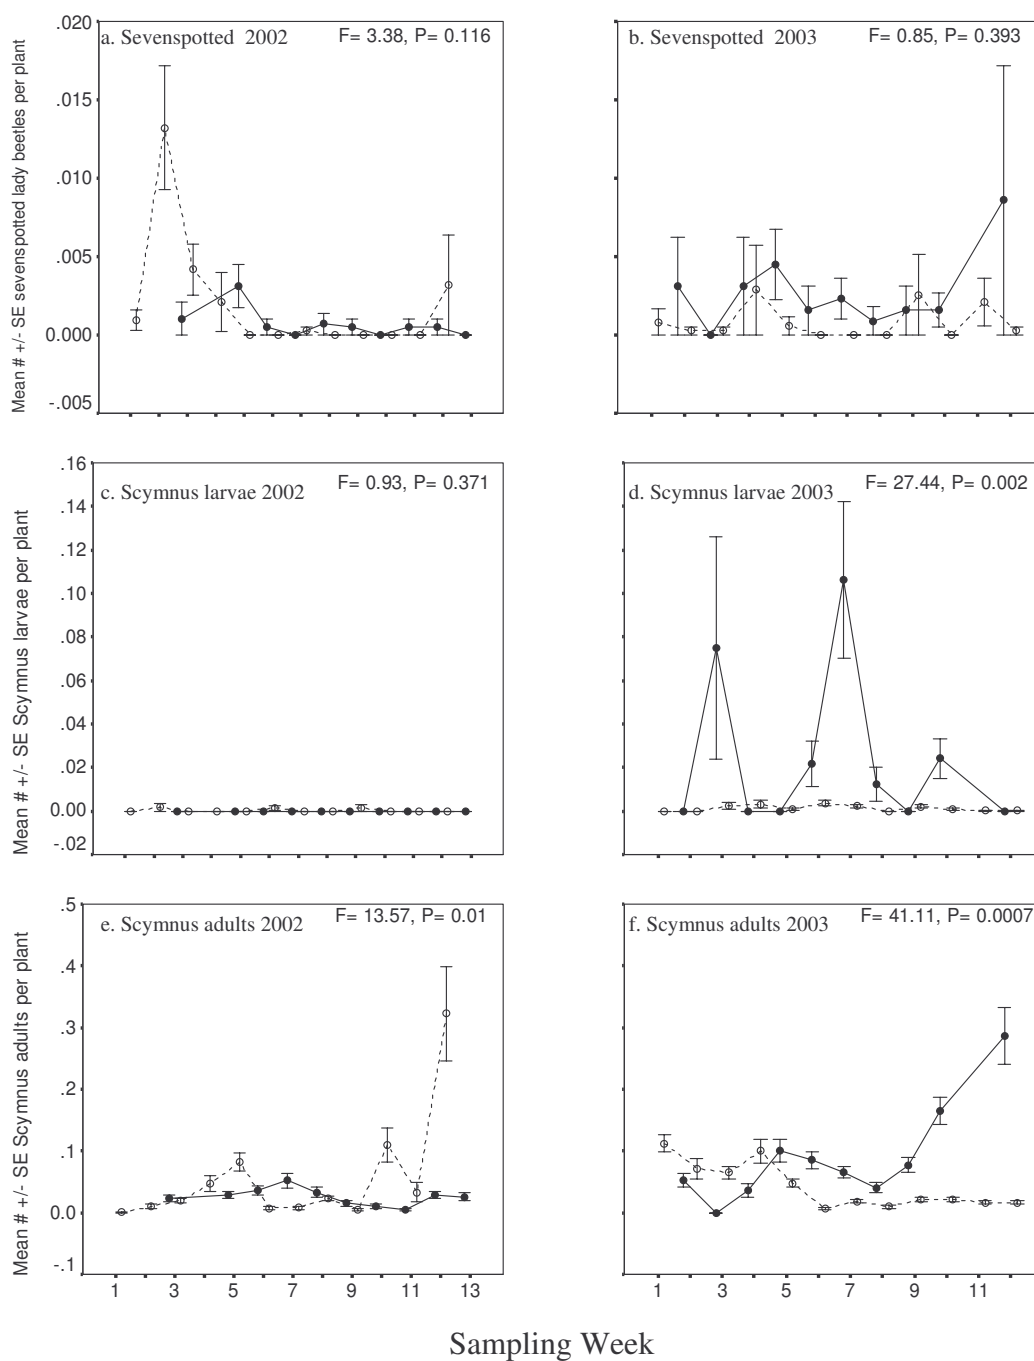 Mean # +/- SE sevenspotted lady beetles per plant
.020
.015
.010
.005
0.000
-.005
a. Sevenspotted 2002
F= 3.38, P= 0.116
b. Sevenspotted 2003
F= 0.85, P= 0.393
Mean # +/- SE Scymnus larvae per plant
.16
.14
.12
.10
.08
.06
.04
.02
0.00
-.02
c. Scymnus larvae 2002
F= 0.93, P= 0.371
d. Scymnus larvae 2003
F= 27.44, P= 0.002
Mean # +/- SE Scymnus adults per plant
.5
.4
.3
.2
.1
0.0
-.1
e. Scymnus adults 2002
F= 13.57, P= 0.01
f. Scymnus adults 2003
F= 41.11, P= 0.0007
1 3 5 7 9 11 13
1 3 5 7 9 11
Sampling Week